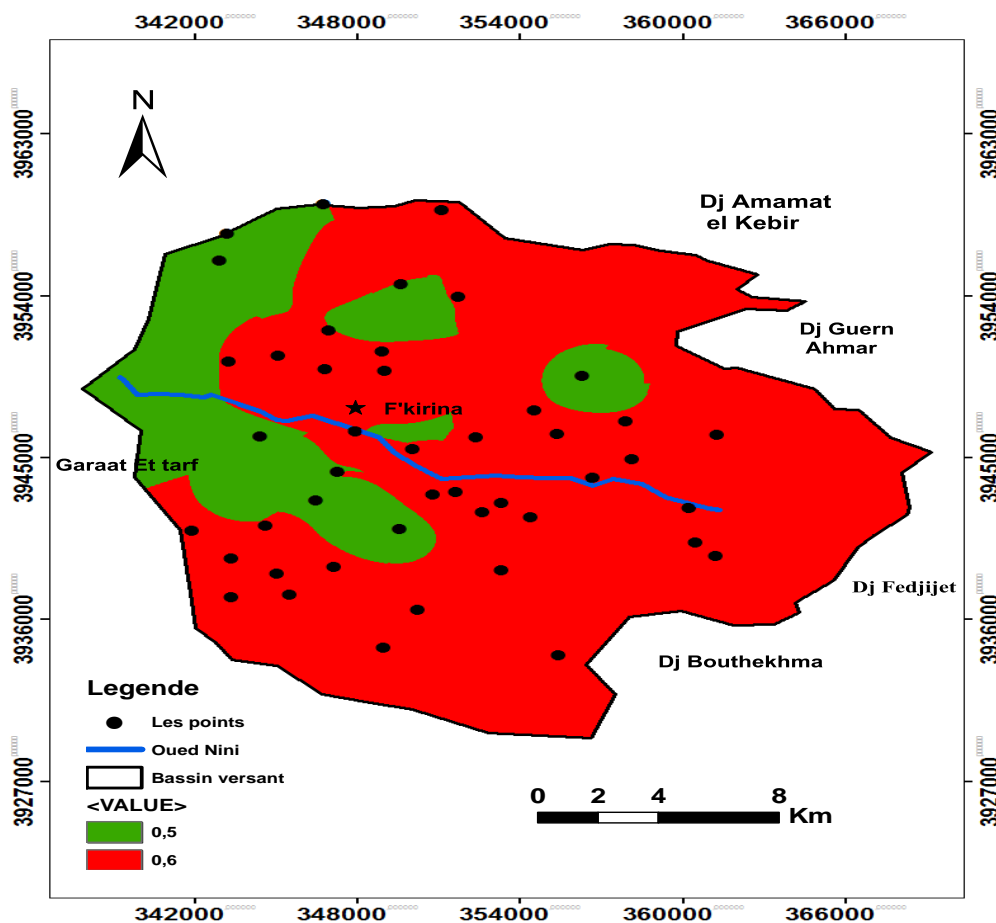 342000 348000 354000 360000 366000
N
3963000 3963000
Dj Amamat
el Kebir
3954000 3954000
Dj Guern
Ahmar
F'kirina
3945000 3945000
Garaat Et tarf
Dj Fedjijet
3936000 3936000
Dj Bouthekhma
Legende
Les points
Oued Nini
Bassin versant
<VALUE>
0,5
0,6
0 2 4 8
Km
3927000 3927000
342000 348000 354000 360000 366000